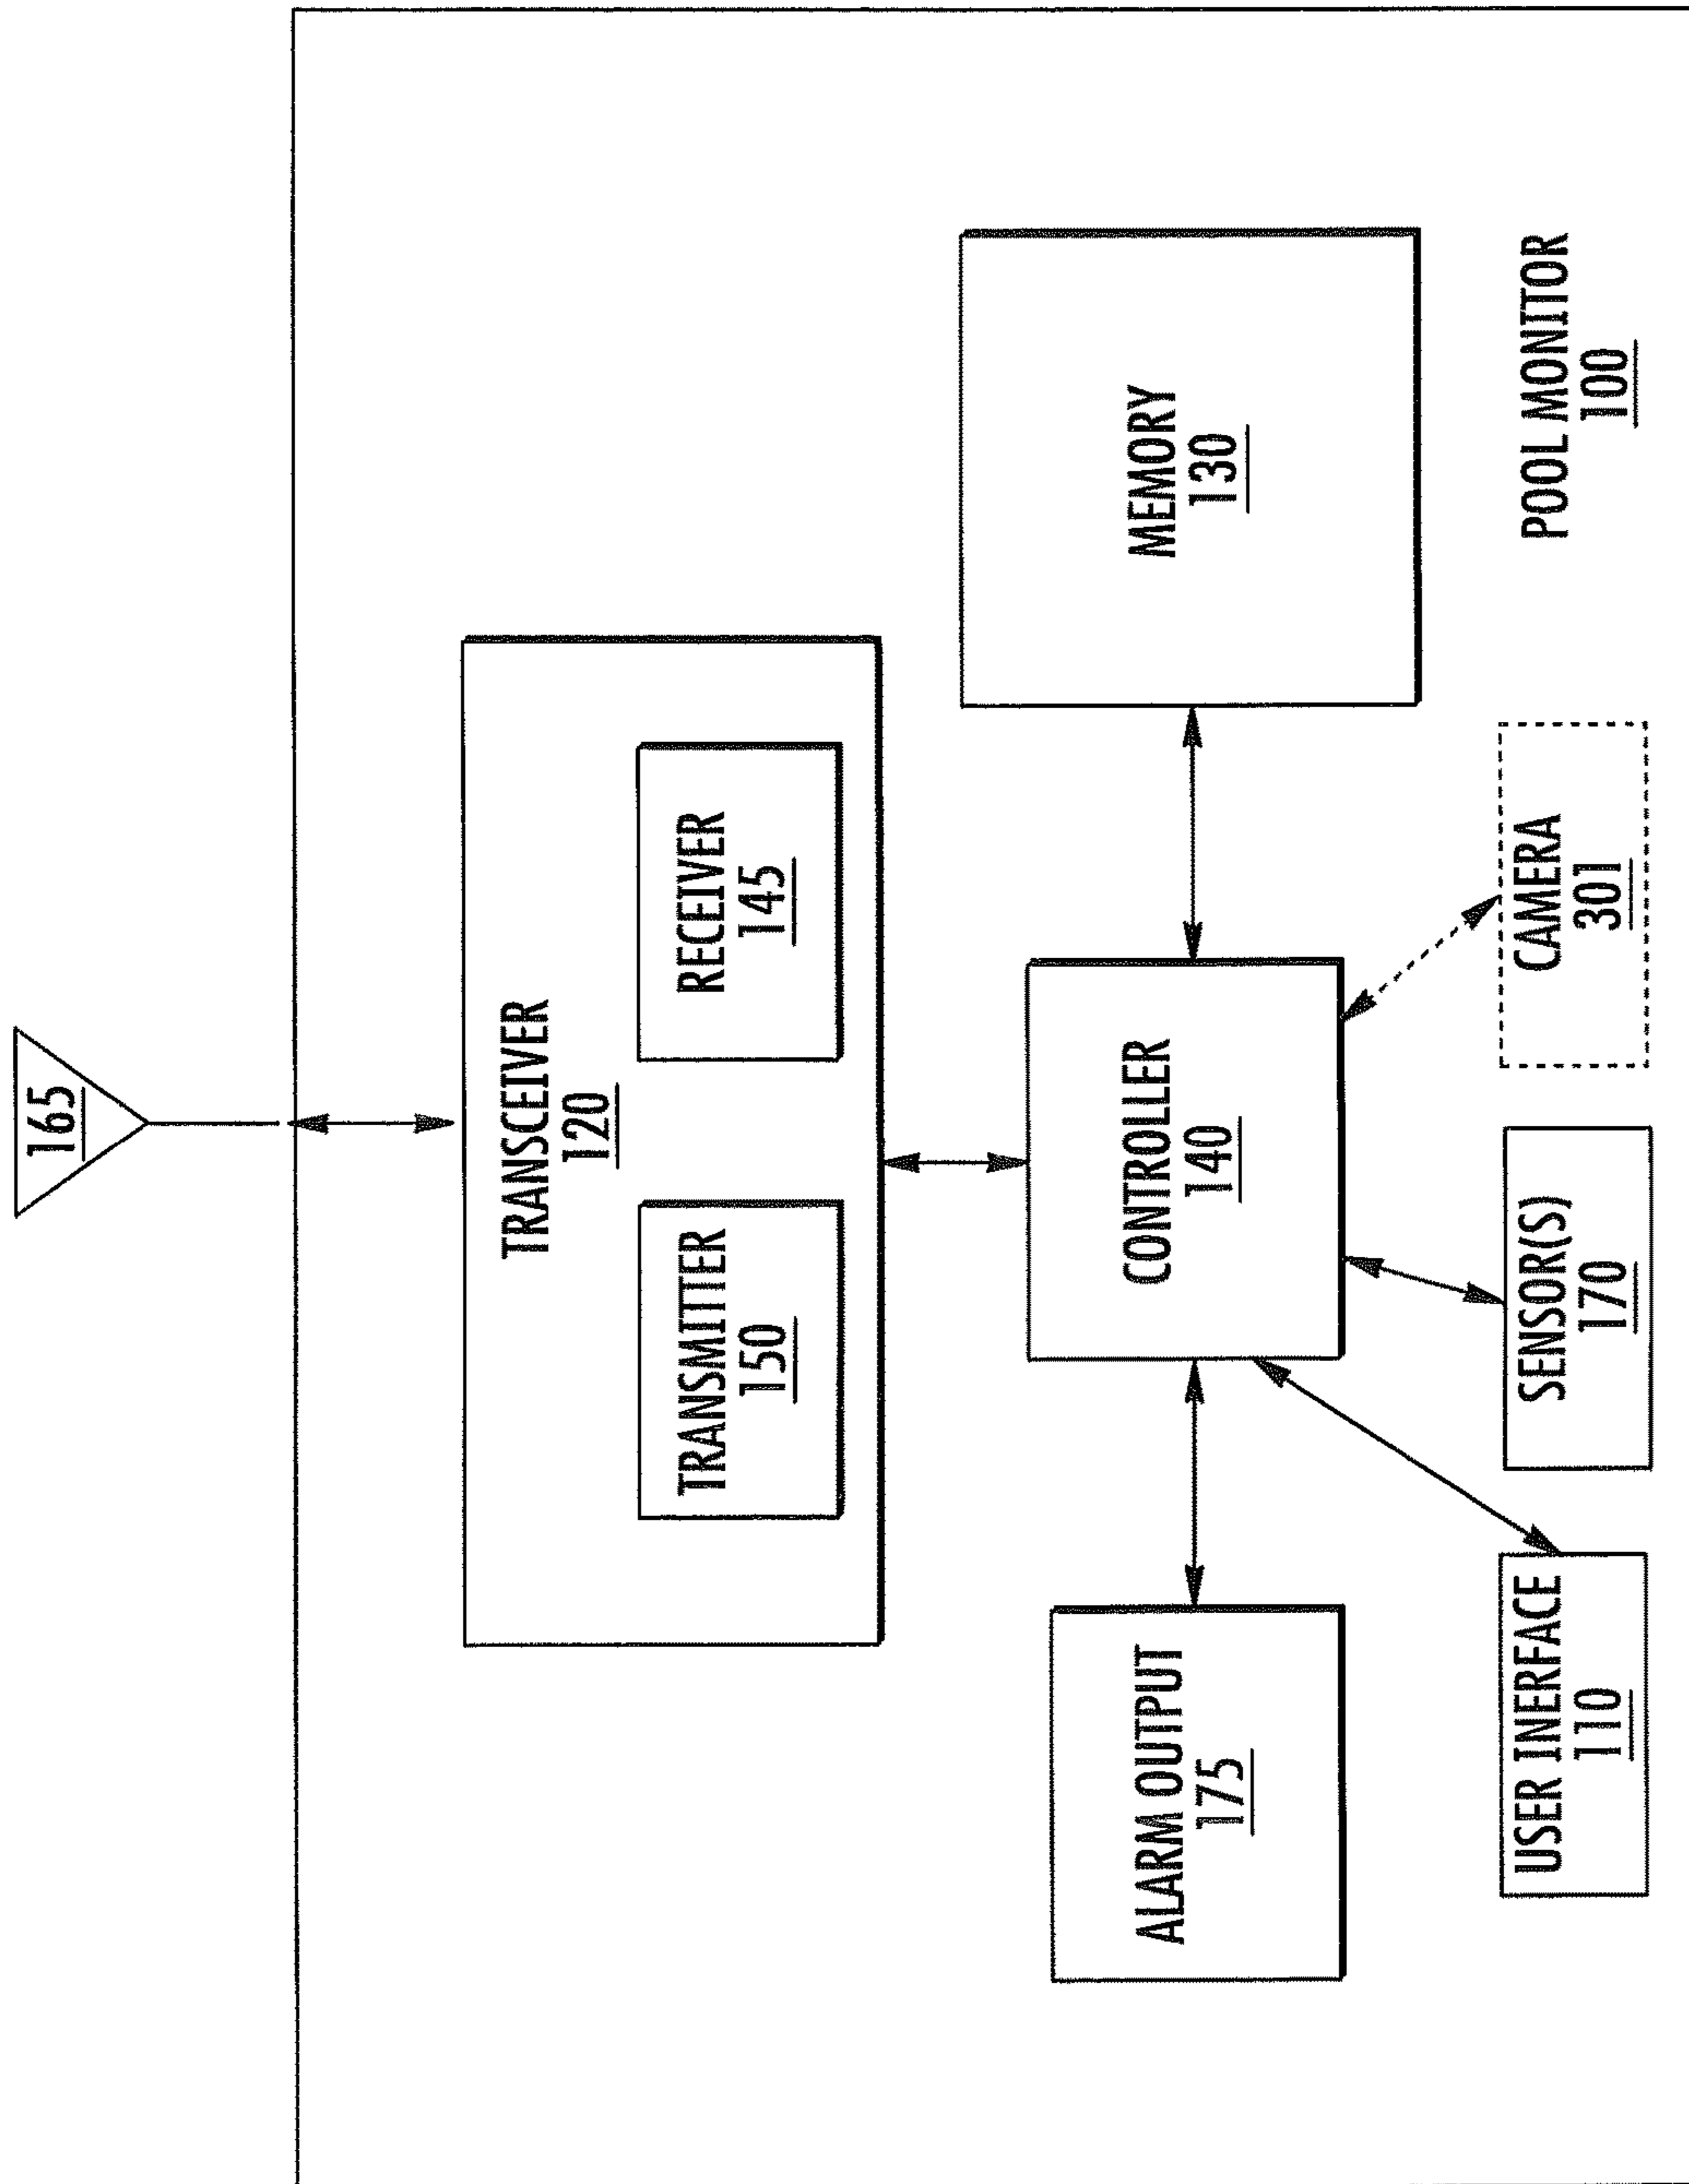 165
TRANSCEIVER
120
TRANSMITTER
150
RECEIVER
145
ALARM OUTPUT
175
CONTROLLER
140
MEMORY
130
USER INERFACE
110
SENSOR(S)
170
CAMERA
301
POOL MONITOR
100